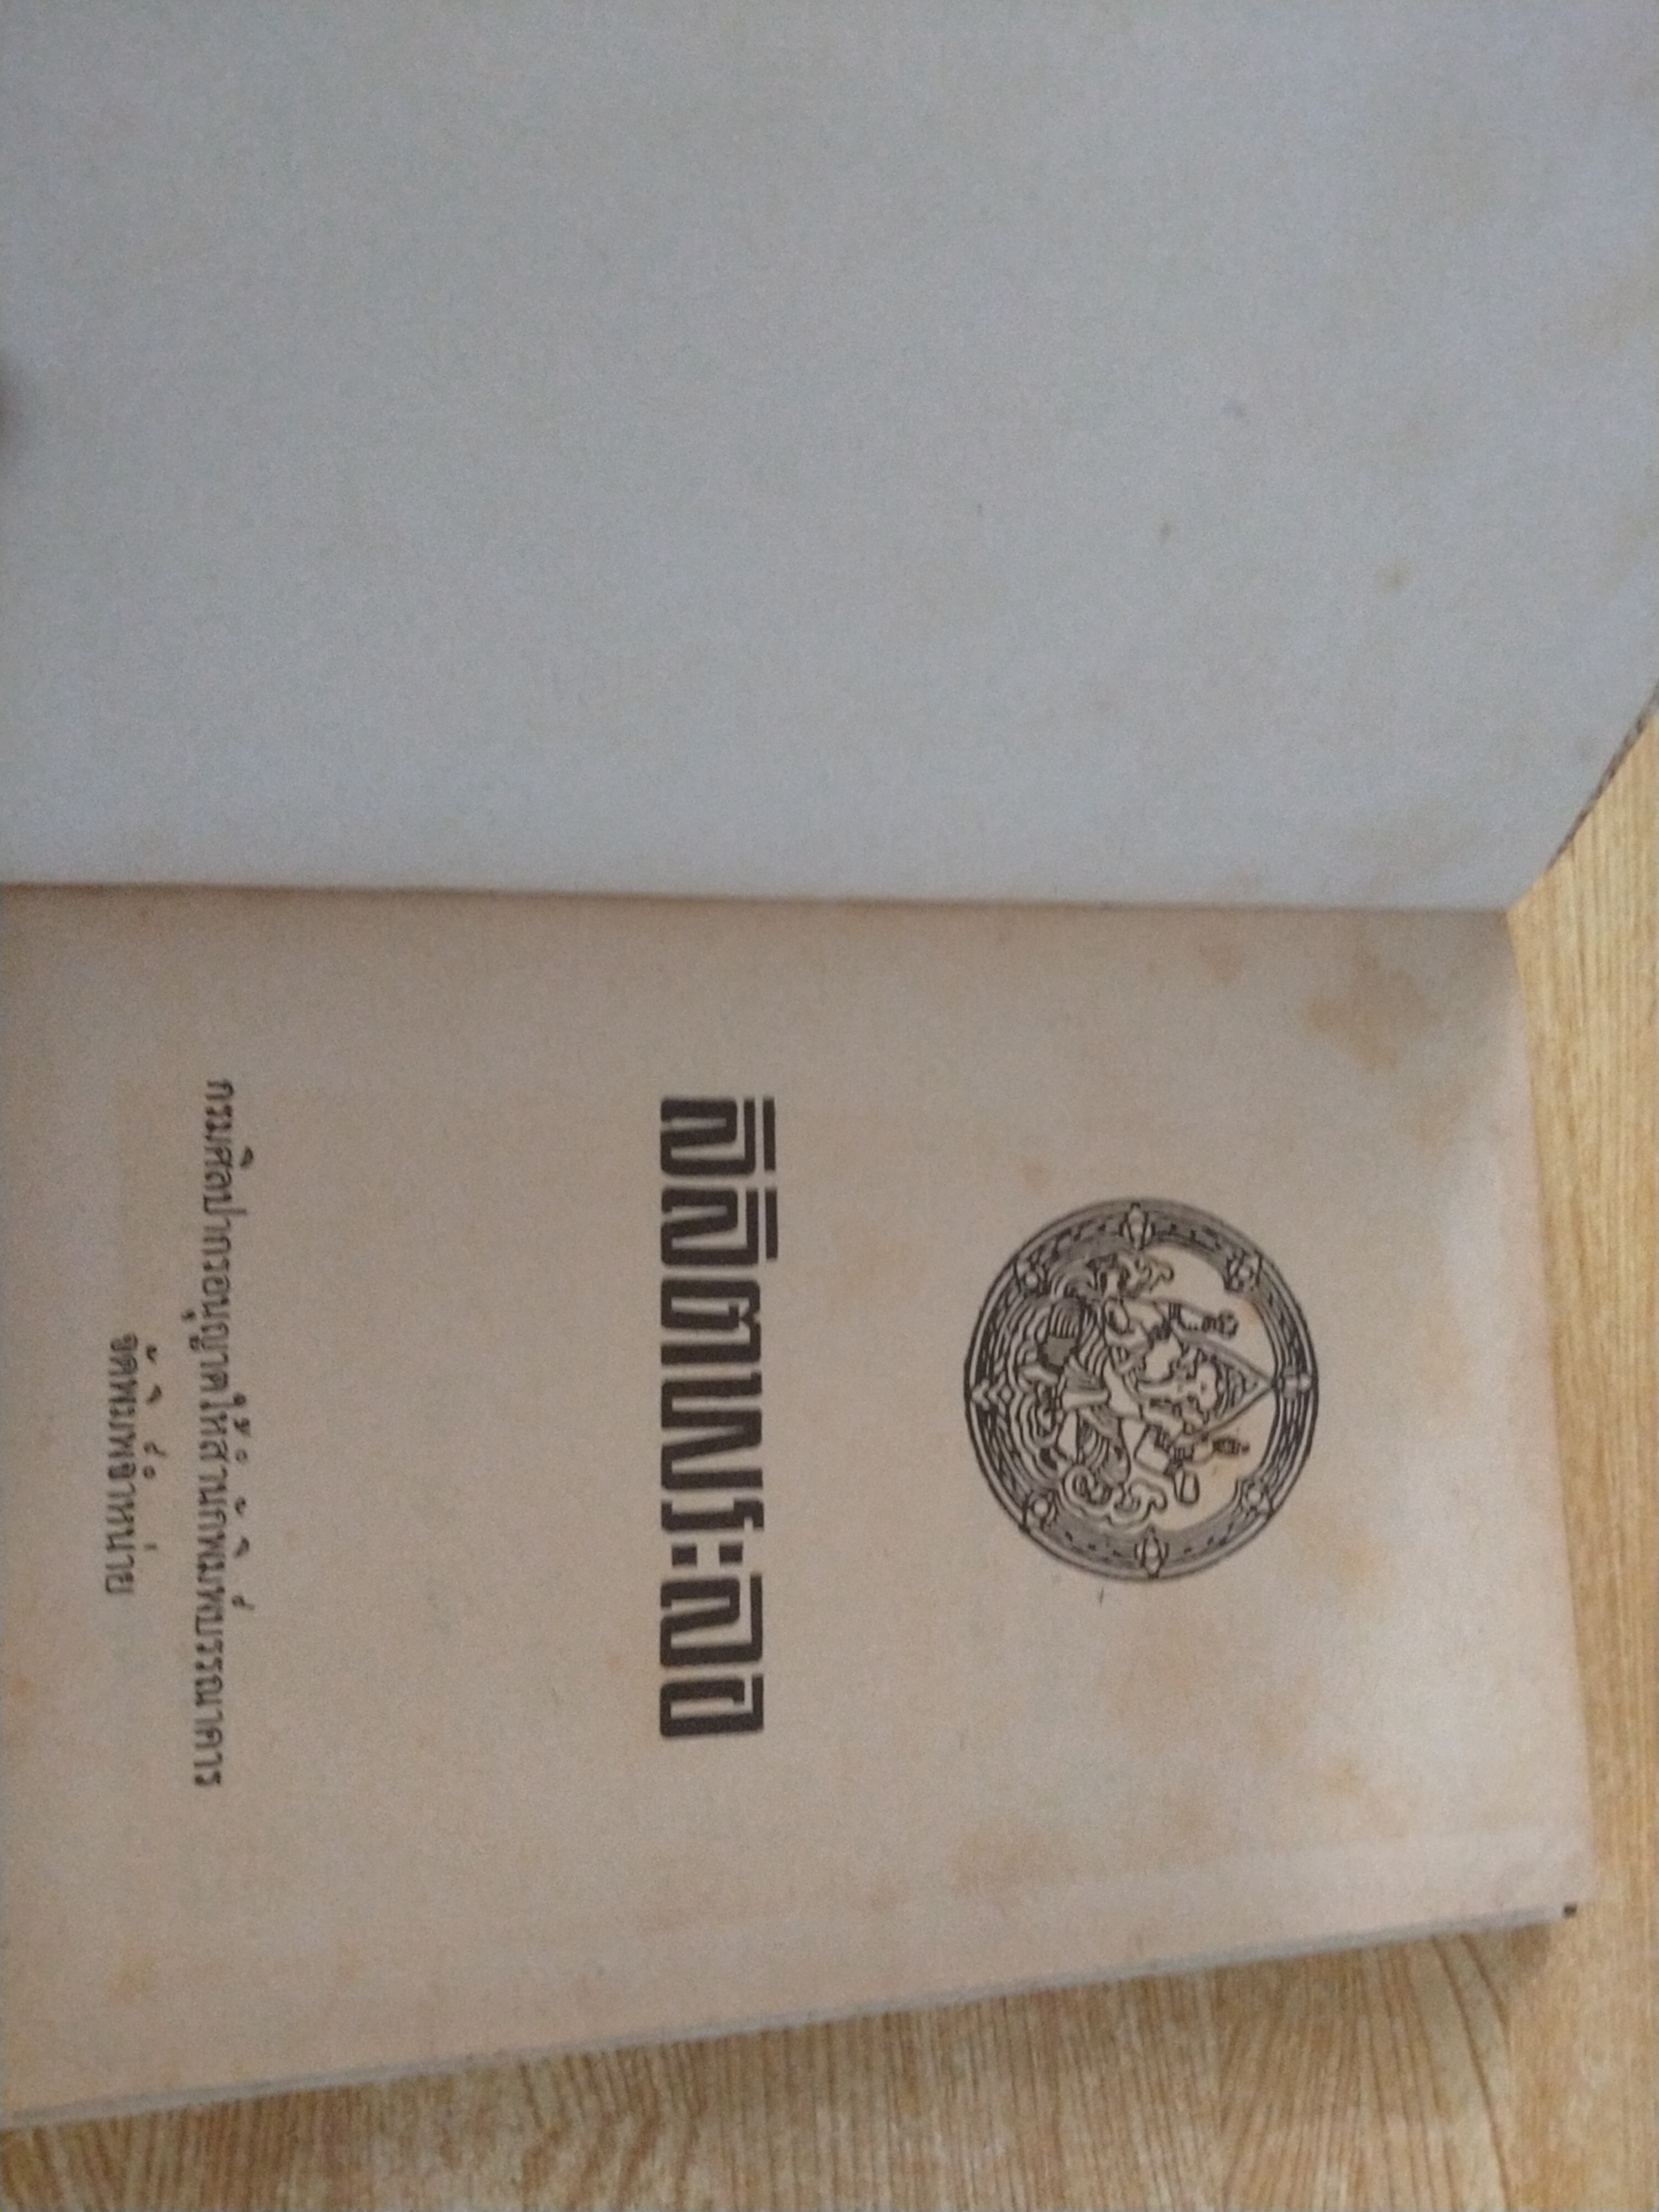 ลิลิตพระลอ
กรมศิลปากรอนุญาตให้สำนักพิมพ์บรรณาคาร
จัดพิมพ์จำหน่าย